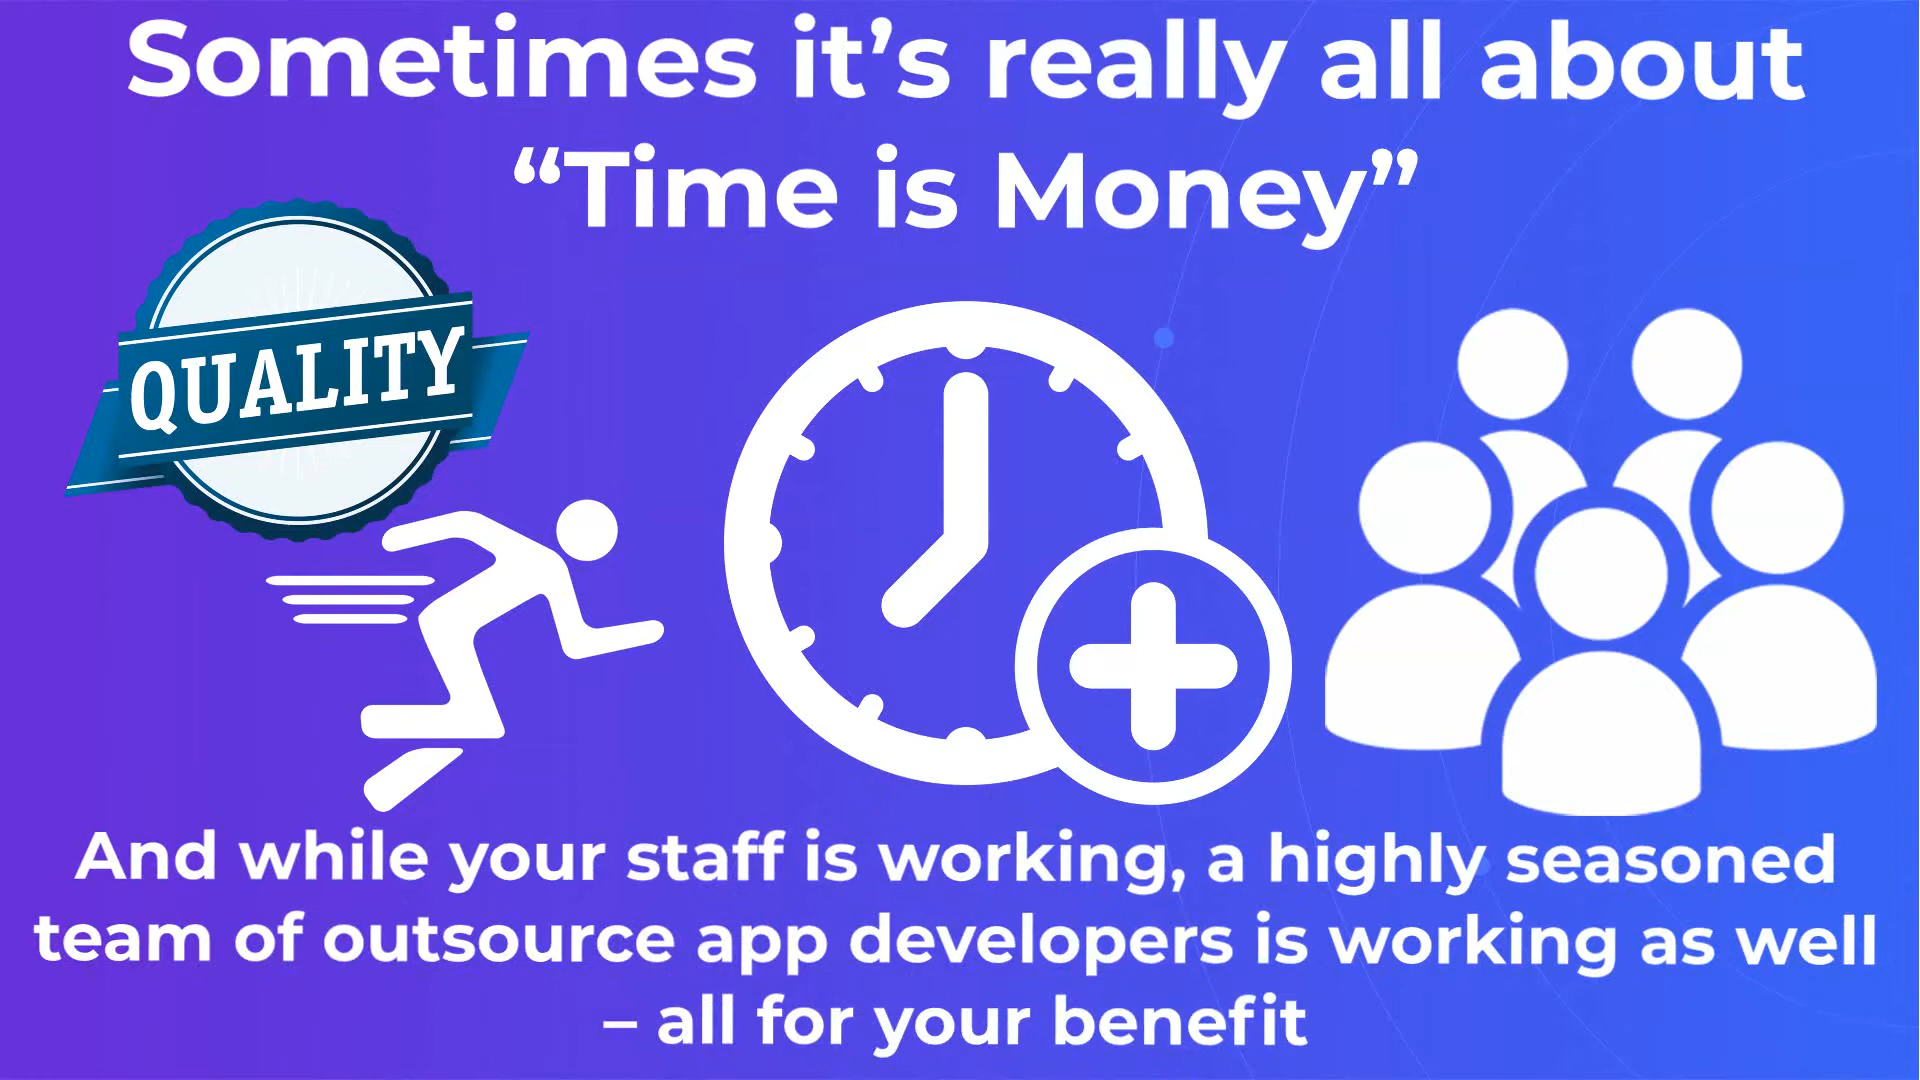 Sometimes it’s really all about
“Time is Money”
QUALITY
And while your staff is working, a highly seasoned
team of outsource app developers is working as well
– all for your benefit